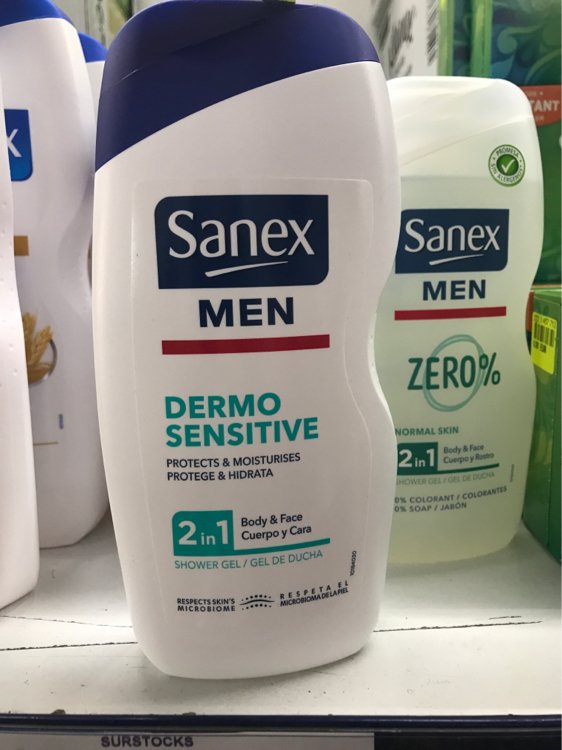 Sanex
MEN
DERMO
SENSITIVE
PROTECTS & MOISTURISES
PROTEGE & HIDRATA
2 in 1
Body & Face
Cuerpo y Cara
SHOWER GEL / GEL DE DUCHA
RESPECTS SKIN'S
MICROBIOME
RESPETA EL
MICROBIOMA DE LA PIEL
Sanex
MEN
ZERO%
NORMAL SKIN
2 in 1
Body & Face
Cuerpo y Rostro
SHOWER GEL / GEL DE DUCHA
0% COLORANT / COLORANTES
0% SOAP / JABÓN
X
TANT
SURSTOCKS